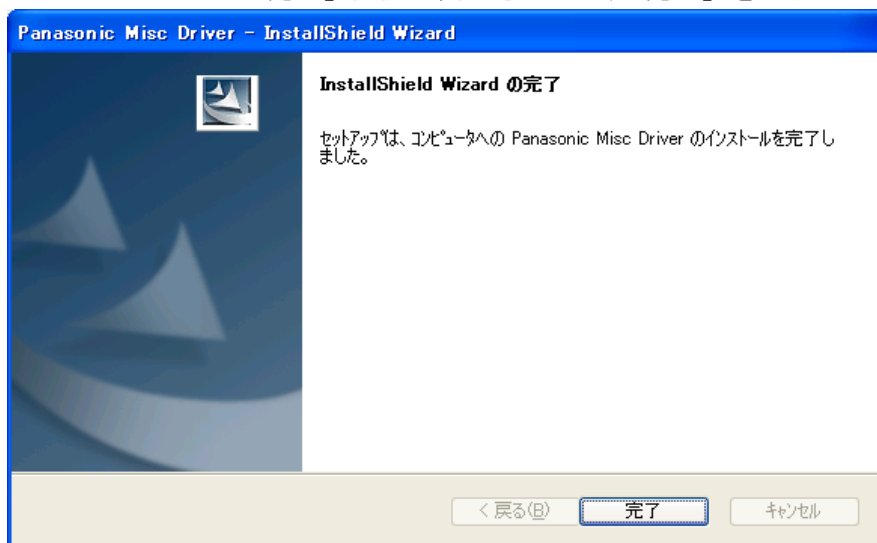 Panasonic Misc Driver - InstallShield Wizard
InstallShield Wizard の完了
セットアップは、コンピュータへの Panasonic Misc Driver のインストールを完了し
ました。
< 戻る(B)
完了
キャンセル